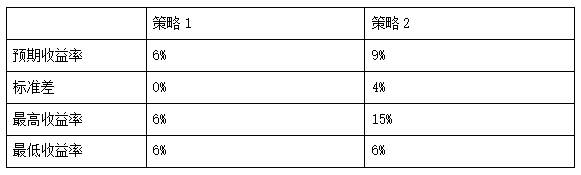 策略1 策略2
预期收益率 6% 9%
标准差 0% 4%
最高收益率 6% 15%
最低收益率 6% 6%